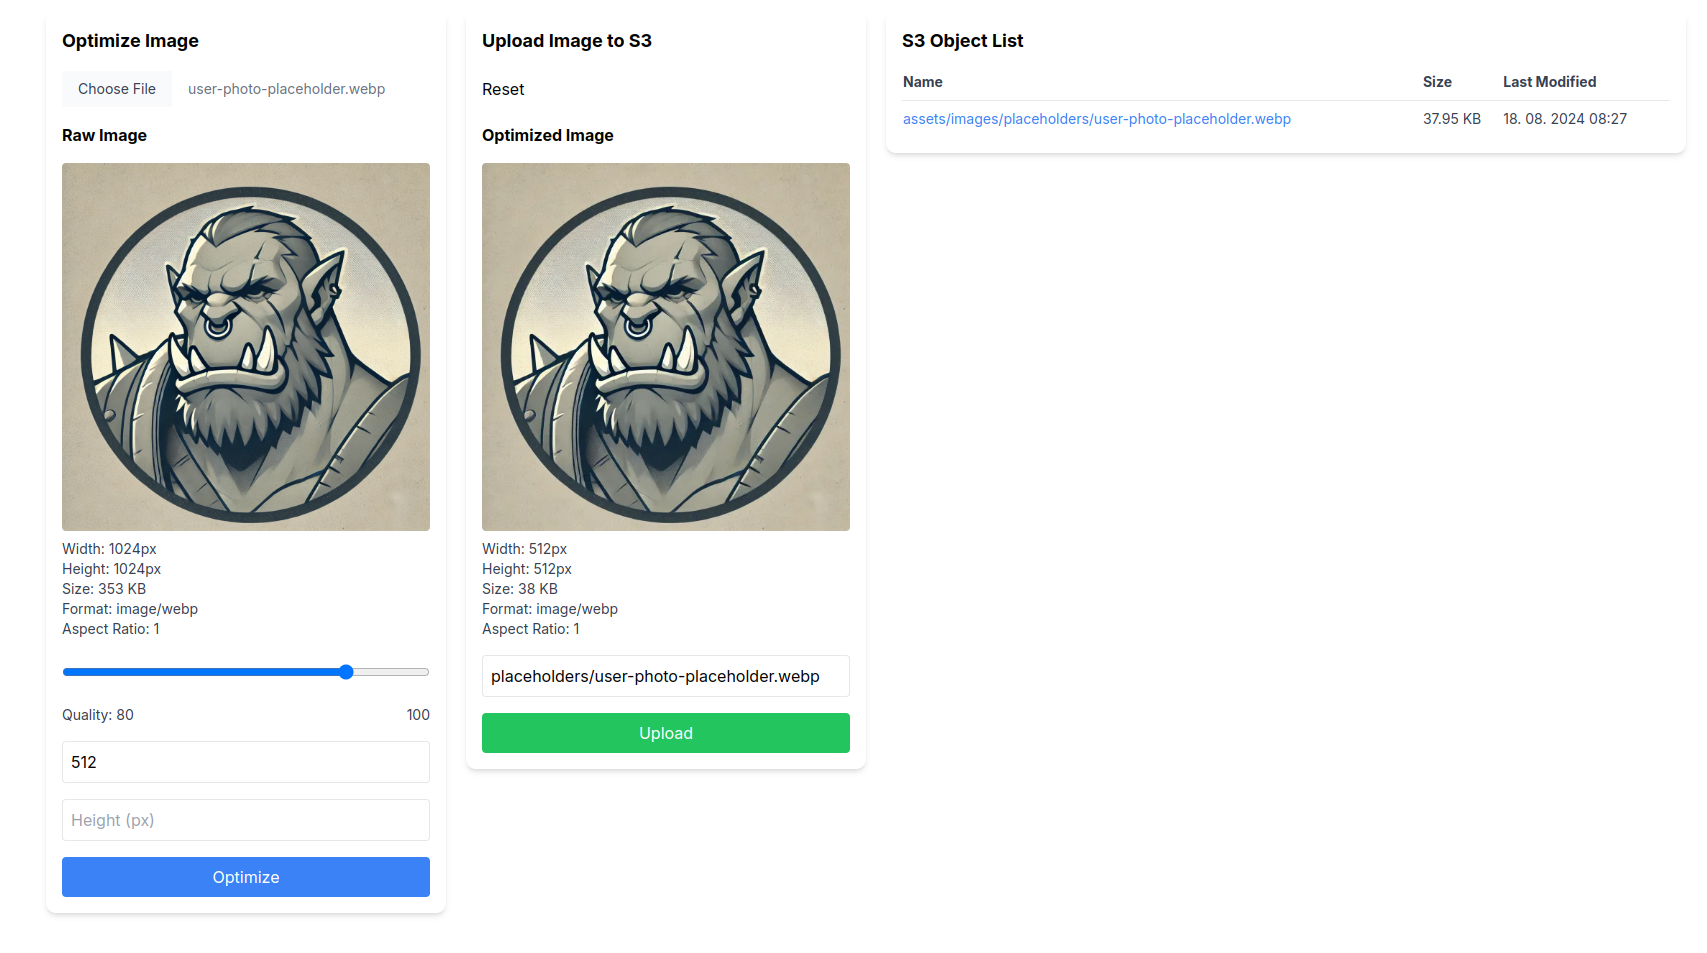 Optimize Image
Choose File
user-photo-placeholder.webp
Raw Image
Width: 1024px
Height: 1024px
Size: 353 KB
Format: image/webp
Aspect Ratio: 1
Quality: 80
100
512
Height (px)
Optimize
Upload Image to S3
Reset
Optimized Image
Width: 512px
Height: 512px
Size: 38 KB
Format: image/webp
Aspect Ratio: 1
placeholders/user-photo-placeholder.webp
Upload
S3 Object List
Name Size Last Modified
assets/images/placeholders/user-photo-placeholder.webp 37.95 KB 18. 08. 2024 08:27